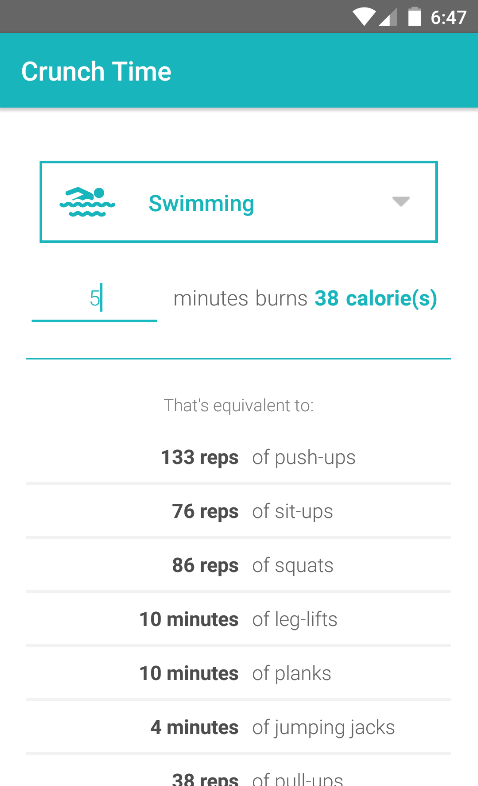 6:47
Crunch Time
Swimming
5 minutes burns 38 calorie(s)
That's equivalent to:
133 reps of push-ups
76 reps of sit-ups
86 reps of squats
10 minutes of leg-lifts
10 minutes of planks
4 minutes of jumping jacks
38 reps of pull-ups